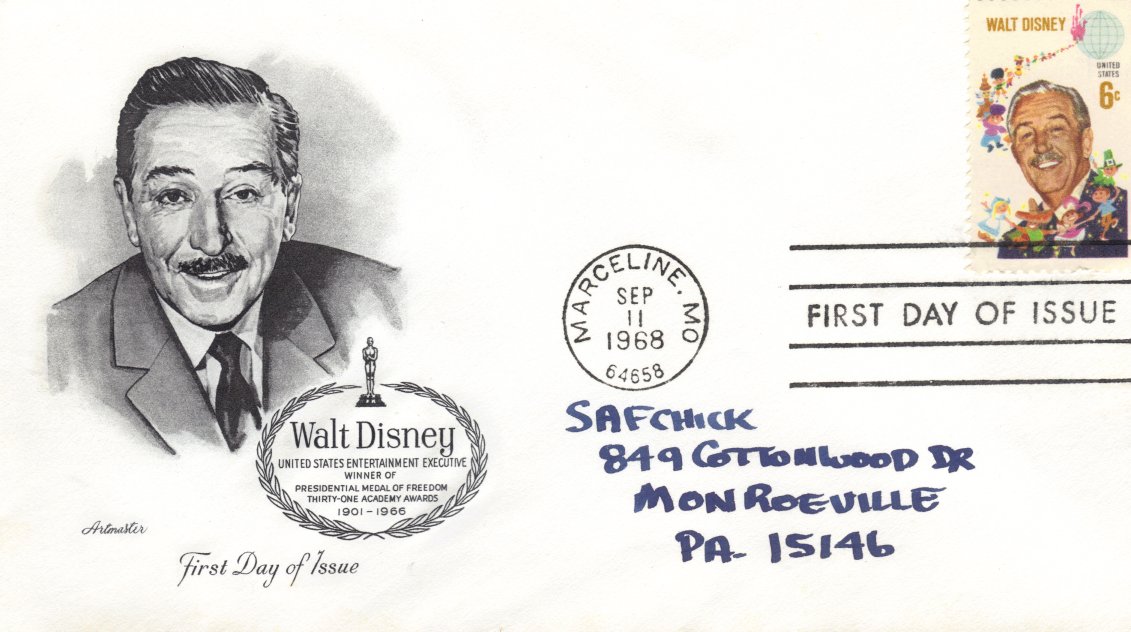 WALT DISNEY
UNITED
STATES
6c
MARCELINE, MO
SEP
11
1968
64658
FIRST DAY OF ISSUE
Walt Disney
UNITED STATES ENTERTAINMENT EXECUTIVE
WINNER OF
PRESIDENTIAL MEDAL OF FREEDOM
THIRTY-ONE ACADEMY AWARDS
1901-1966
Artmaster
First Day of Issue
SAFCHICK
849 COTTONWOOD DR
MONROEVILLE
PA- 15146